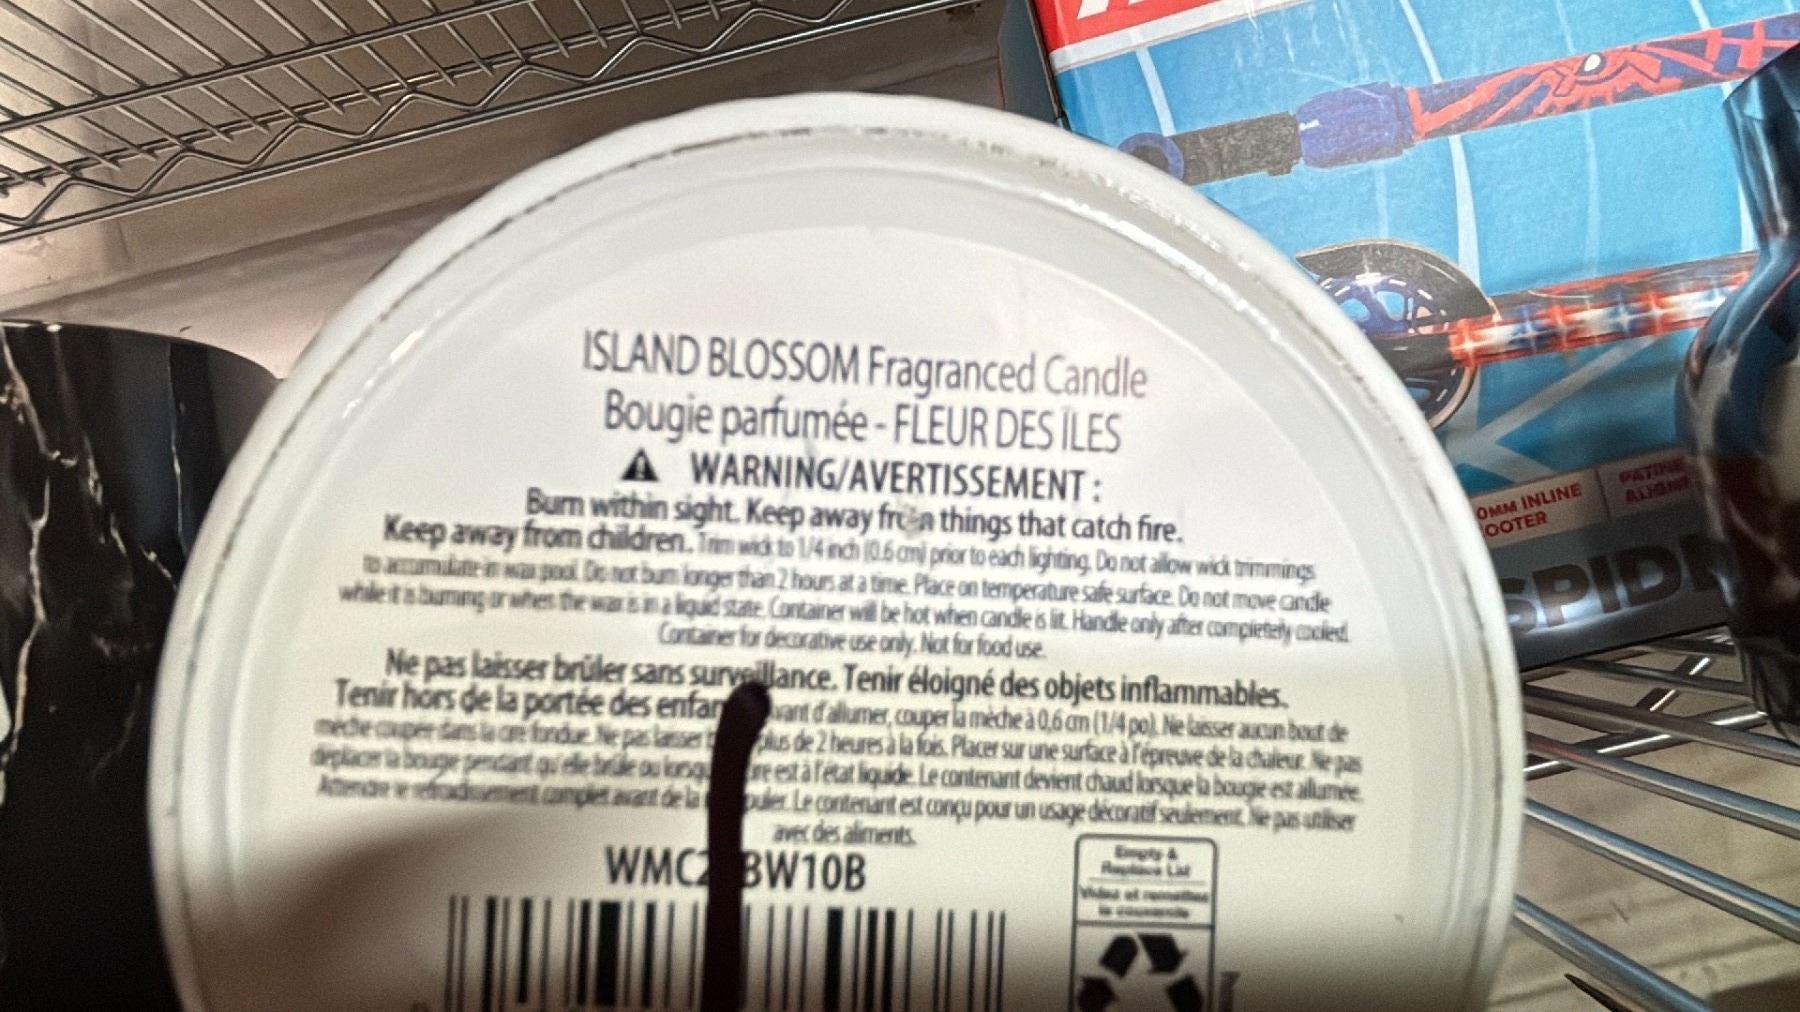 ISLAND BLOSSOM Fragranced Candle
Bougie parfumée - FLEUR DES ÎLES
WARNING/AVERTISSEMENT :
Burn within sight. Keep away from things that catch fire.
Keep away from children. Trim wick to 1/4 inch (0.6 cm) prior to each lighting. Do not allow wick trimmings
to accumulate in wax pool. Do not burn longer than 2 hours at a time. Place on temperature safe surface. Do not move candle
while it is burning or when the wax is in a liquid state. Container will be hot when candle is lit. Handle only after completely cooled.
Container for decorative use only. Not for food use.
Ne pas laisser brûler sans surveillance. Tenir éloigné des objets inflammables.
Tenir hors de la portée des enfan vant d'allumer, couper la mèche à 0,6 cm (1/4 po). Ne laisser aucun bout de
mèche couper dans la cire fondue. Ne pas laisser plus de 2 heures à la fois. Placer sur une surface à l'épreuve de la chaleur. Ne pas
déplacer la bougie pendant qu'elle brûle ou lorsqu re est à l'état liquide. Le contenant devient chaud lorsque la bougie est allumée.
Attendre le refroidissement complet avant de la puler. Le contenant est conçu pour un usage décoratif seulement. Ne pas utiliser
avec des aliments.
WMC2 BW10B
Empty &
Replace Lid
Videz et remettez
le couvercle
0MM INLINE
OOTER
PATINE
ALIGN
SPID